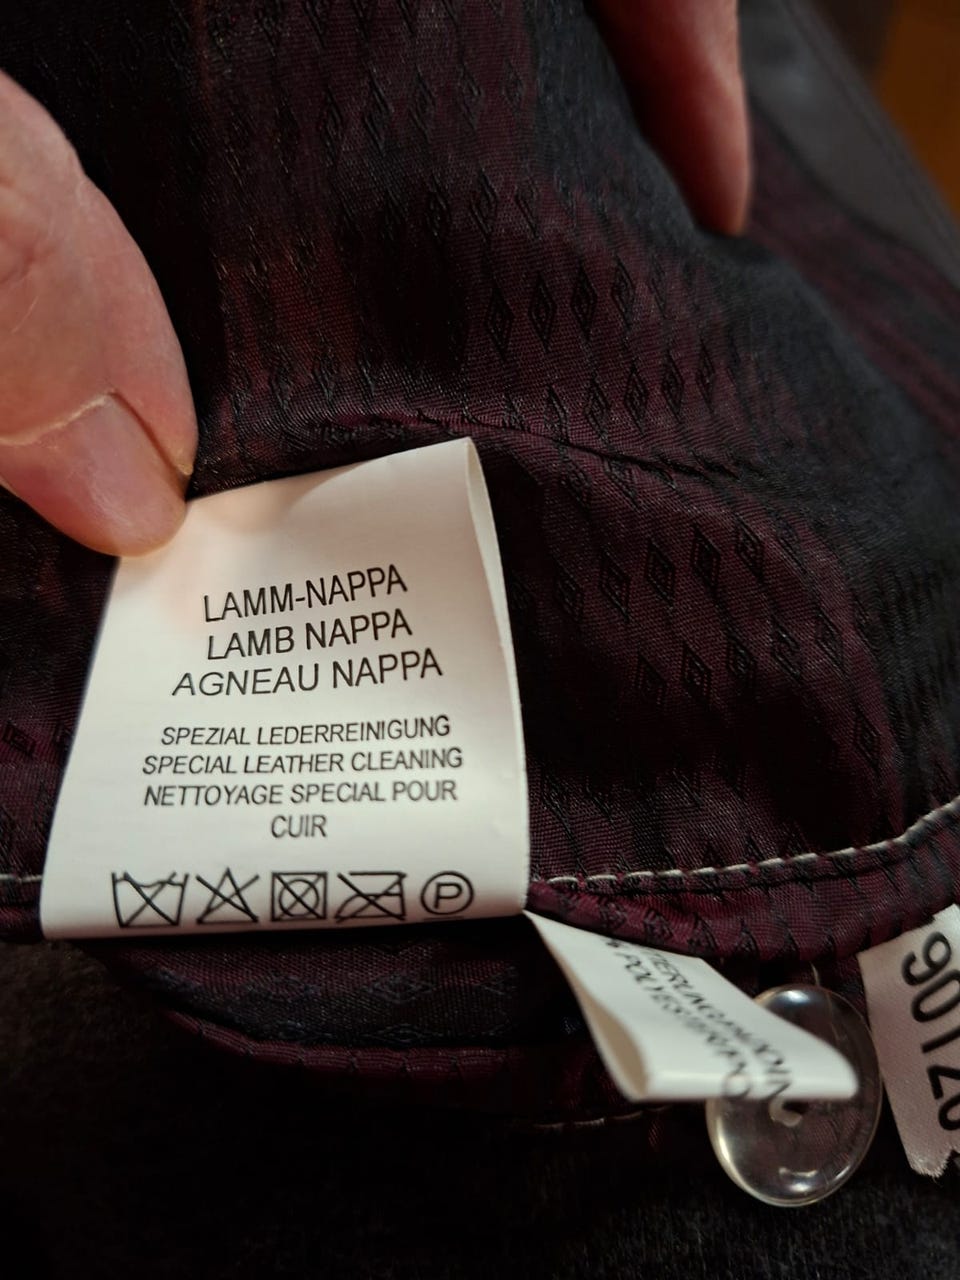 LAMM-NAPPA
LAMB NAPPA
AGNEAU NAPPA
SPEZIAL LEDERREINIGUNG
SPECIAL LEATHER CLEANING
NETTOYAGE SPECIAL POUR
CUIR
P